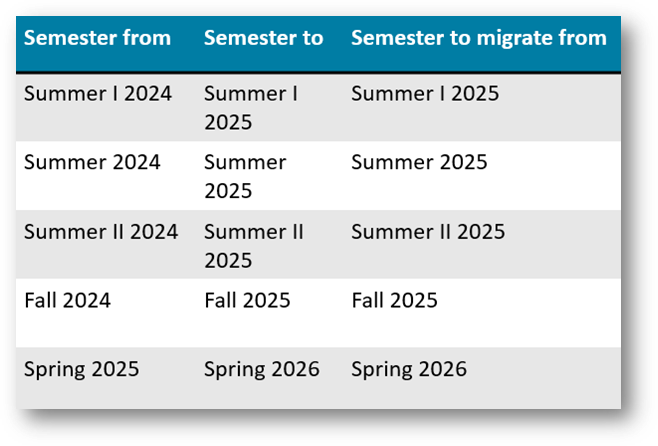 Semester from Semester to Semester to migrate from
Summer I 2024 Summer I 2025 Summer I 2025
Summer 2024 Summer 2025 Summer 2025
Summer II 2024 Summer II 2025 Summer II 2025
Fall 2024 Fall 2025 Fall 2025
Spring 2025 Spring 2026 Spring 2026